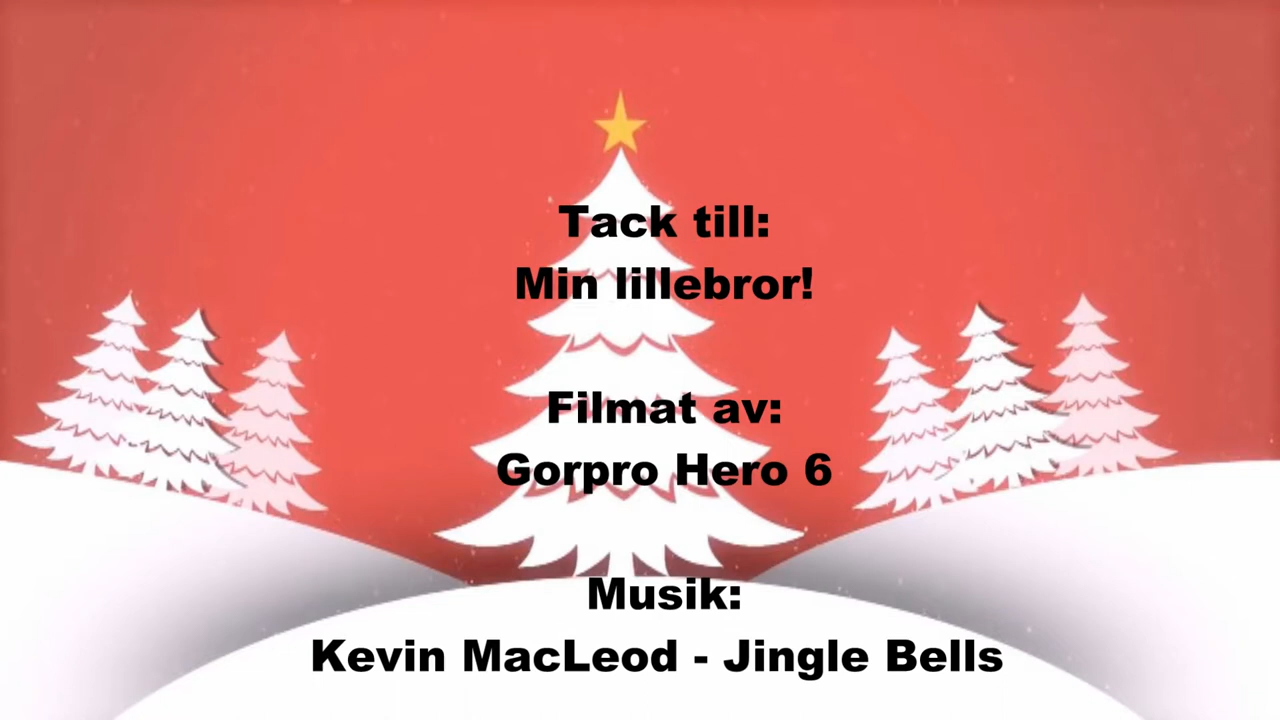 Tack till:
Min lillebror!
Filmat av:
Gorpro Hero 6
Musik:
Kevin MacLeod - Jingle Bells